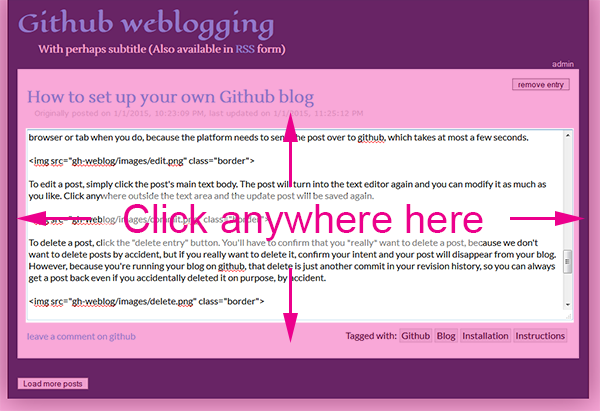 Github weblogging
With perhaps subtitle (Also available in RSS form)
admin
remove entry
How to set up your own Github blog
Originally posted on 1/1/2015, 10:23:09 PM, last updated on 1/1/2015, 11:25:12 PM
browser or tab when you do, because the platform needs to send the post over to github, which takes at most a few seconds.
<img src="gh-weblog/images/edit.png" class="border">
To edit a post, simply click the post's main text body. The post will turn into the text editor again and you can modify it as much as
you like. Click anywhere outside the text area and the update post will be saved again.
<img src="gh-weblog/images/commit.png" class="border">
Click anywhere here
To delete a post, click the "delete entry" button. You'll have to confirm that you *really* want to delete a post, because we don't
want to delete posts by accident, but if you really want to delete it, confirm your intent and your post will disappear from your blog.
However, because you're running your blog on github, that delete is just another commit in your revision history, so you can always
get a post back even if you accidentally deleted it on purpose, by accident.
<img src="gh-weblog/images/delete.png" class="border">
leave a comment on github
Tagged with: Github Blog Installation Instructions
Load more posts